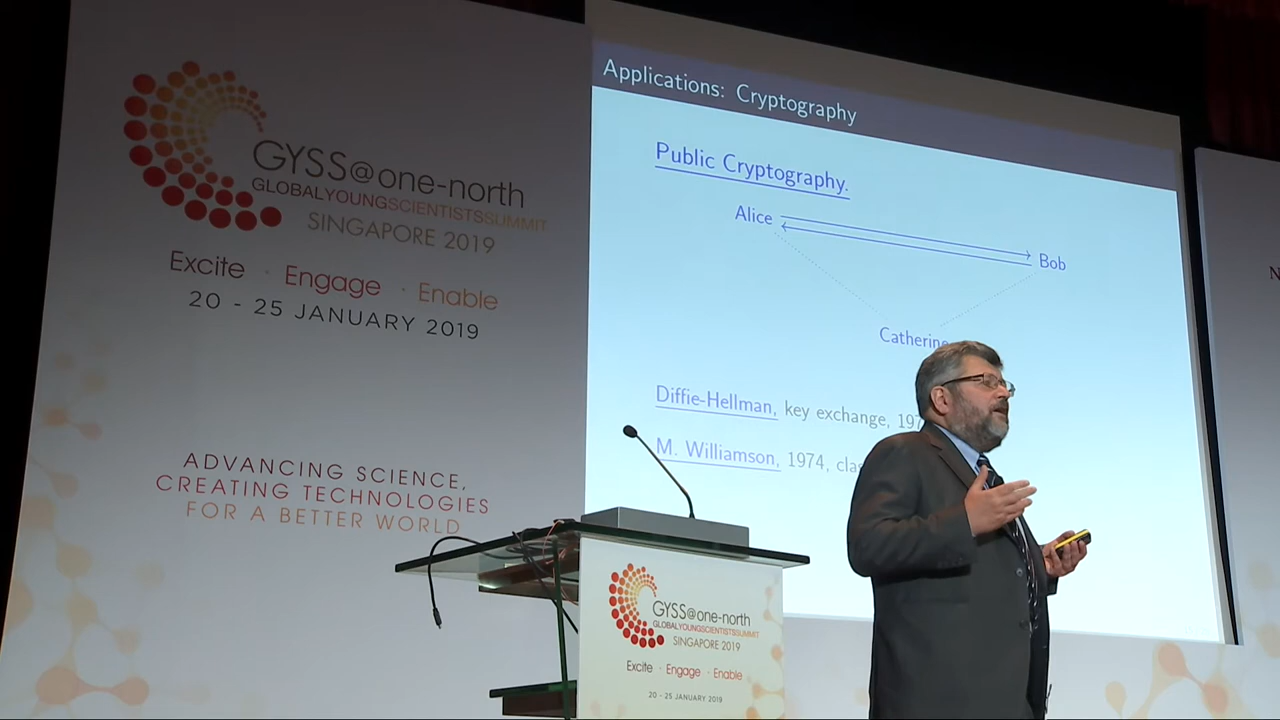 GYSS@one-north
GLOBALYOUNGSCIENTISTSSUMMIT
SINGAPORE 2019
Excite · Engage · Enable
20 - 25 JANUARY 2019
ADVANCING SCIENCE,
CREATING TECHNOLOGIES
FOR A BETTER WORLD
Applications: Cryptography
Public Cryptography.
Alice
Bob
Catherine
Diffie-Hellman, key exchange, 197
M. Williamson, 1974, clas
GYSS@one-north
GLOBALYOUNGSCIENTISTSSUMMIT
SINGAPORE 2019
Excite · Engage · Enable
20 - 25 JANUARY 2019
N